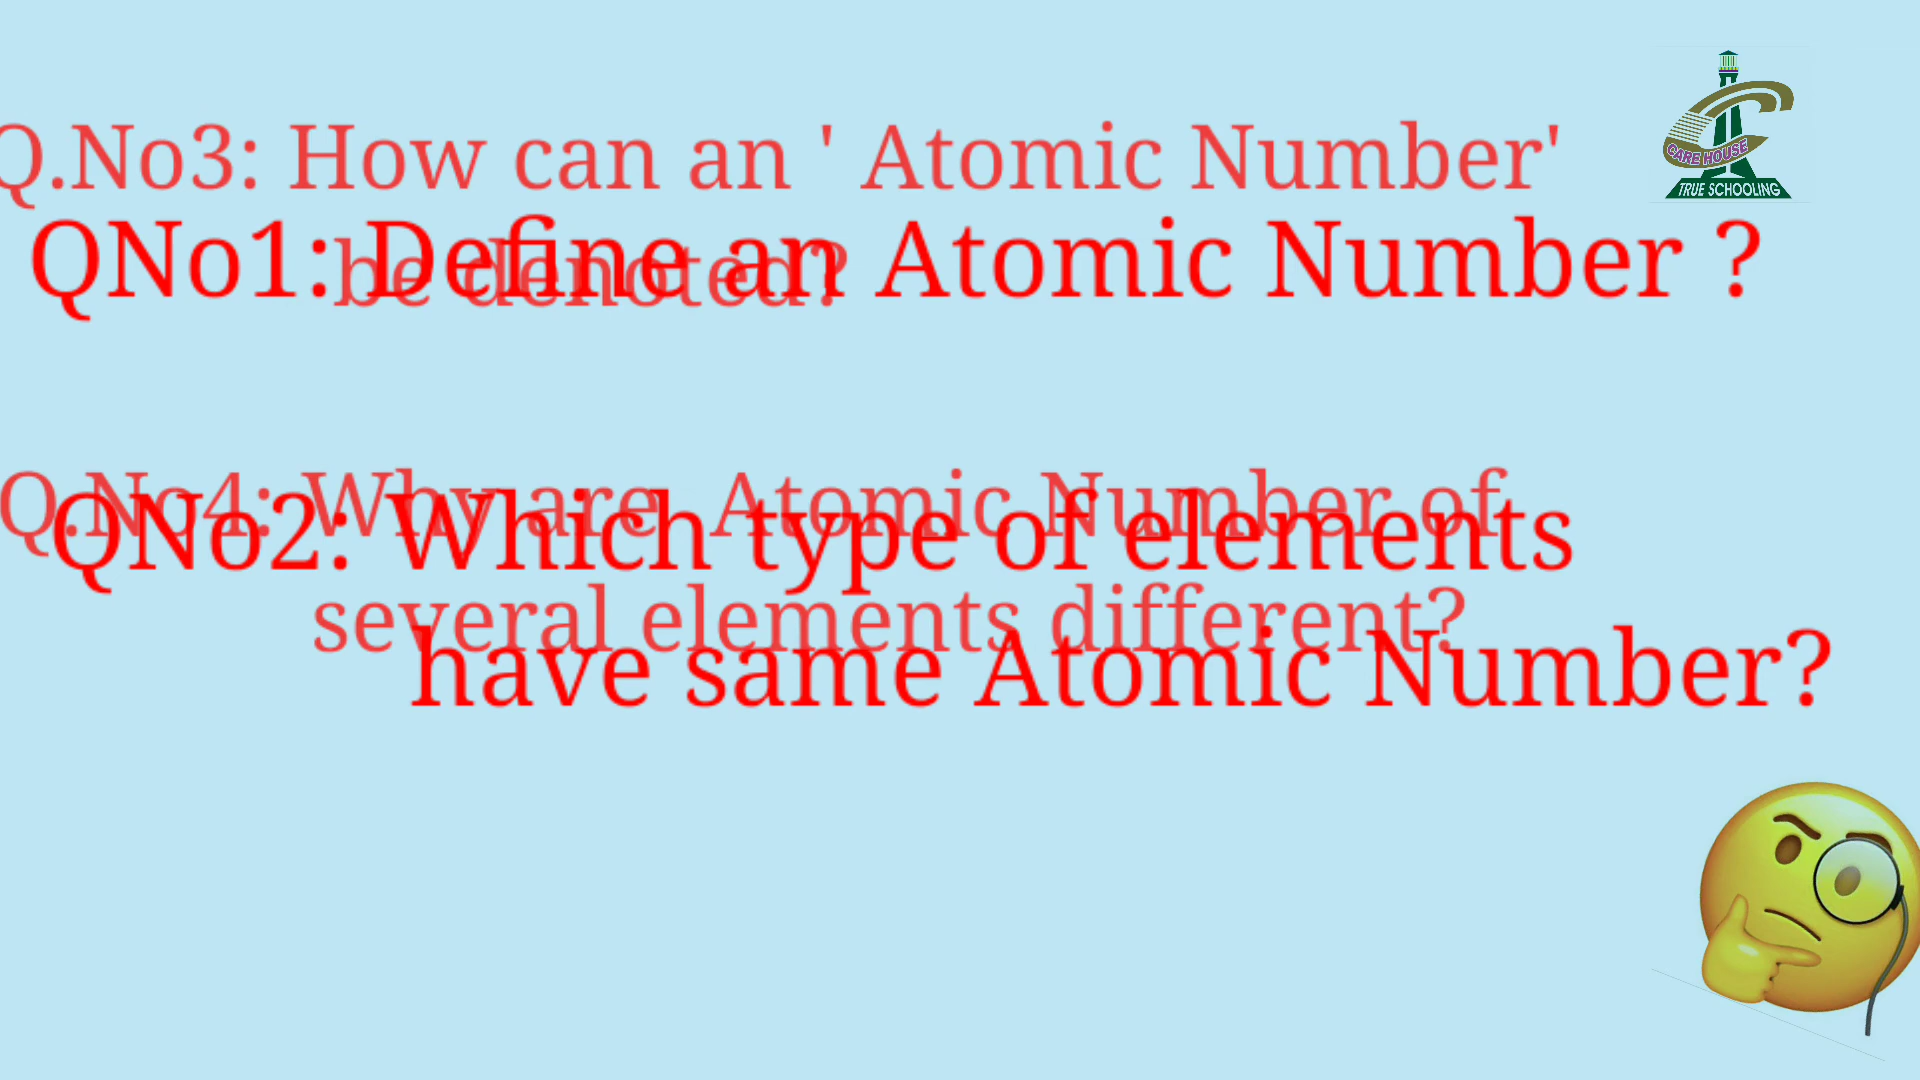 Q.No3: How can an ' Atomic Number'
be denoted?
QNo1: Define an Atomic Number ?
Q.No4: Why are Atomic Number of
several elements different?
QNo2: Which type of elements
have same Atomic Number?
CARE HOUSE
TRUE SCHOOLING